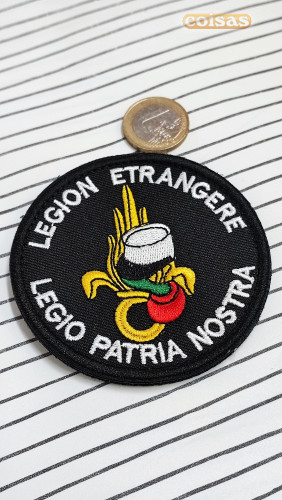 coisas
LEGION ETRANGERE
LEGIO PATRIA NOSTRA